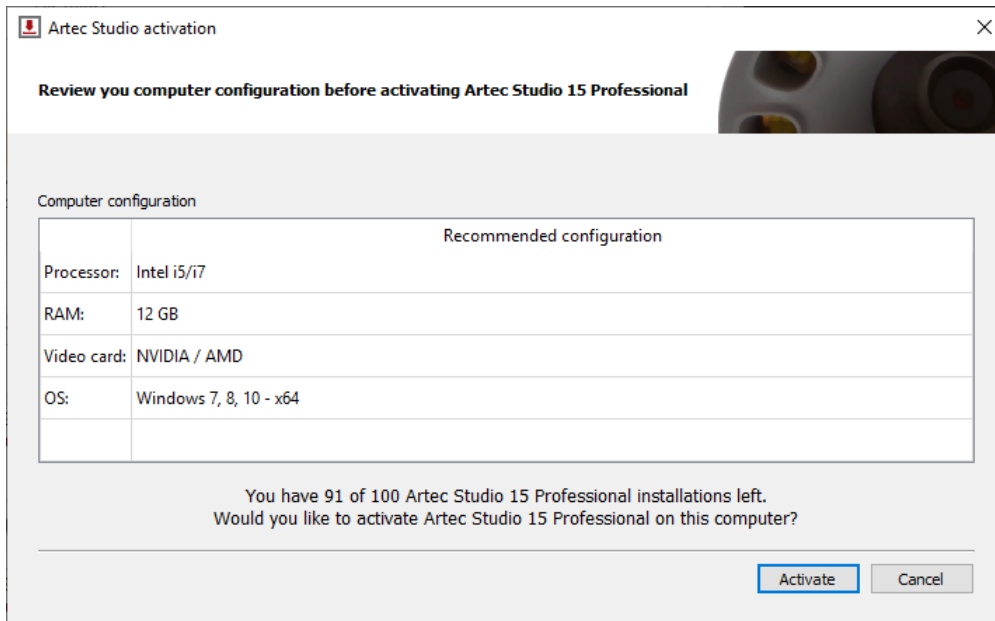 Artec Studio activation
Review you computer configuration before activating Artec Studio 15 Professional
Computer configuration
Recommended configuration
Processor: Intel i5/i7
RAM: 12 GB
Video card: NVIDIA / AMD
OS: Windows 7, 8, 10 - x64
You have 91 of 100 Artec Studio 15 Professional installations left.
Would you like to activate Artec Studio 15 Professional on this computer?
Activate Cancel